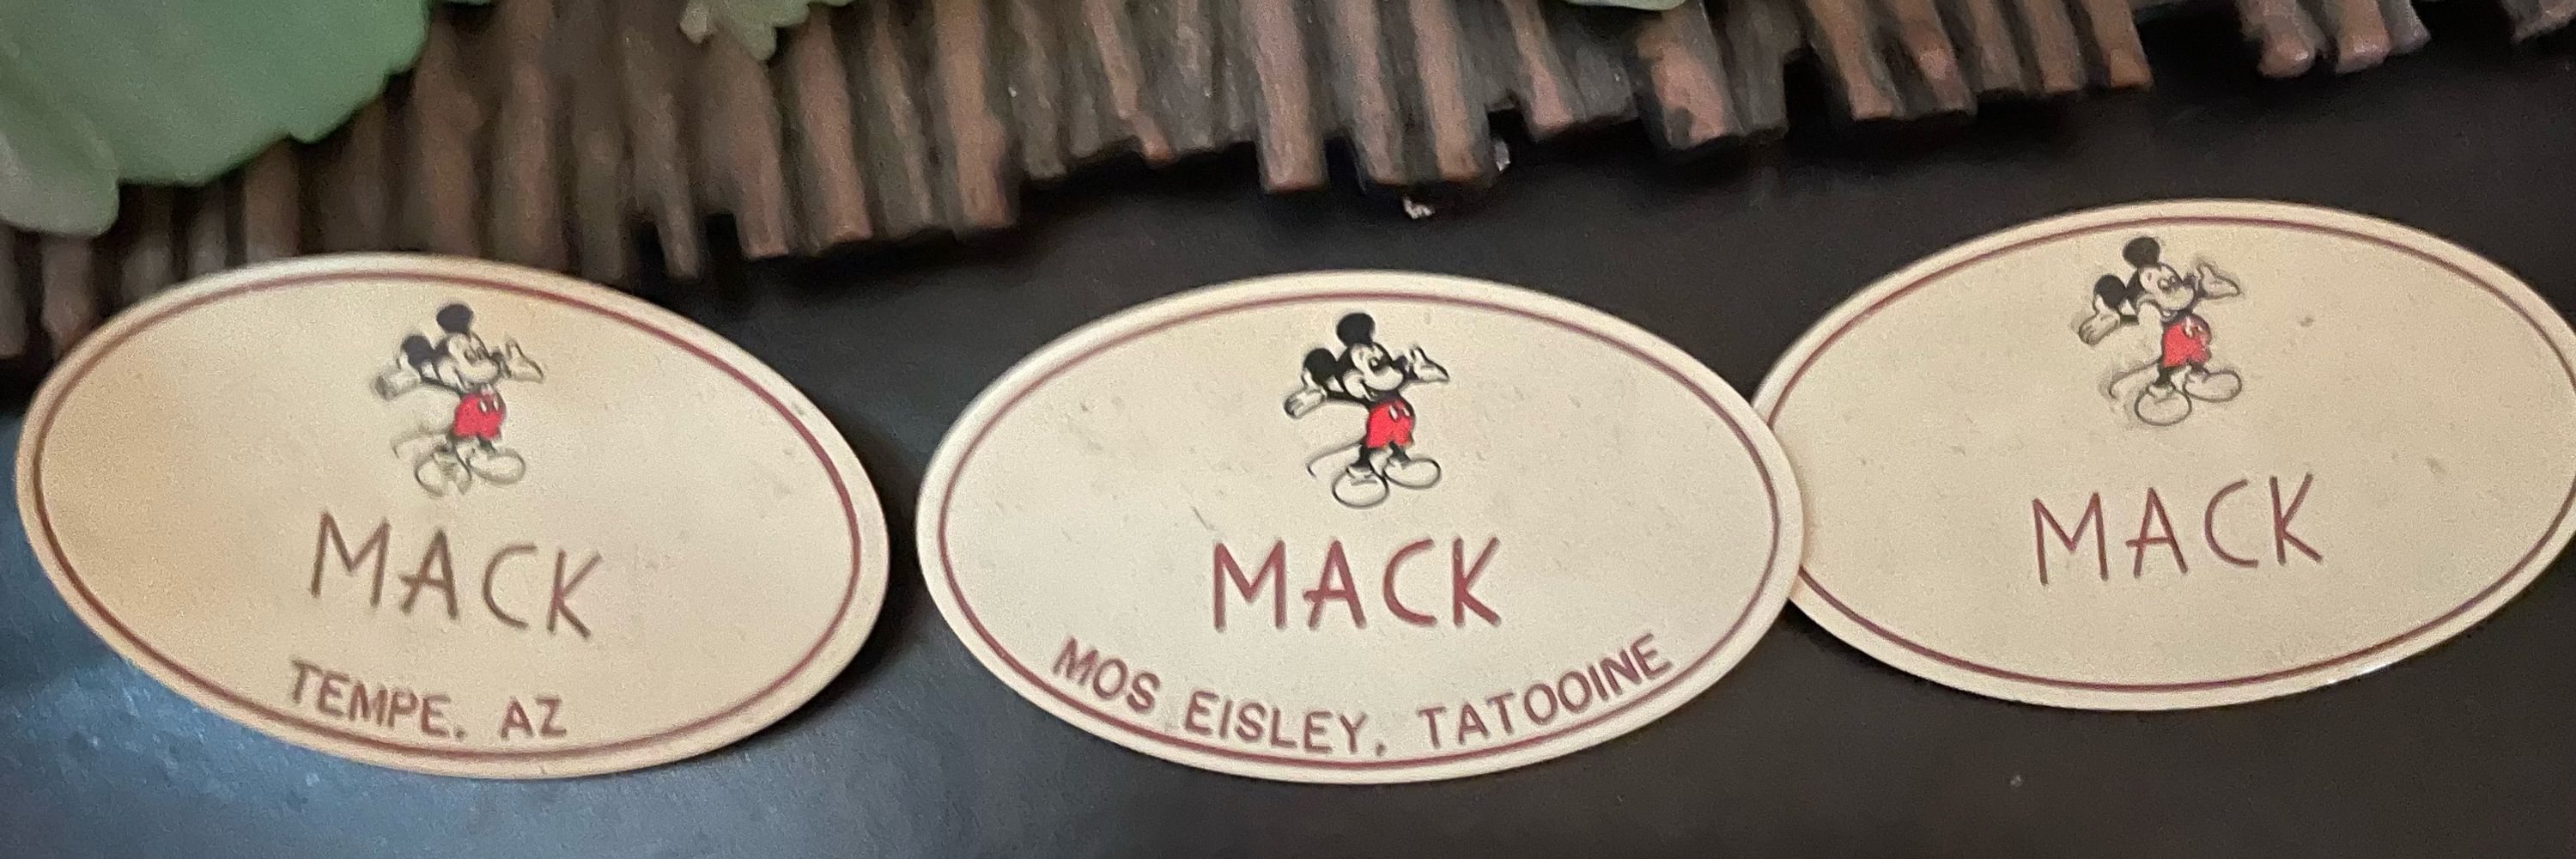 MACK
TEMPE, AZ
MACK
MOS EISLEY, TATOOINE
MACK